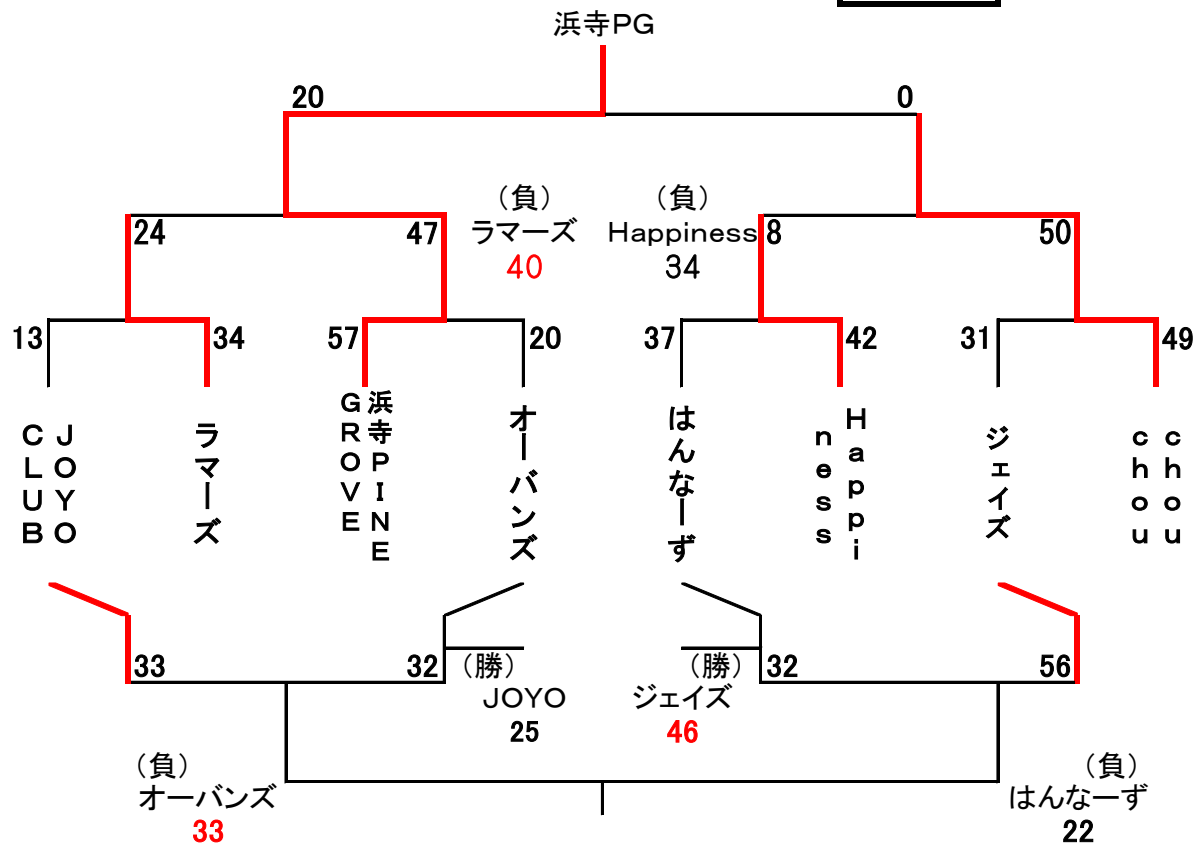 浜寺PG
20
0
（負）
ラマーズ
40
（負）
Happiness
34
24
47
8
50
13
34
57
20
37
42
31
49
JOYO
CLUB
ラマーズ
浜寺PINE
GROVE
オーバンズ
はんなーず
Happi
ness
ジェイズ
chou
chou
33
32
（勝）
JOYO
25
（勝）
ジェイズ
46
32
56
（負）
オーバンズ
33
（負）
はんなーず
22